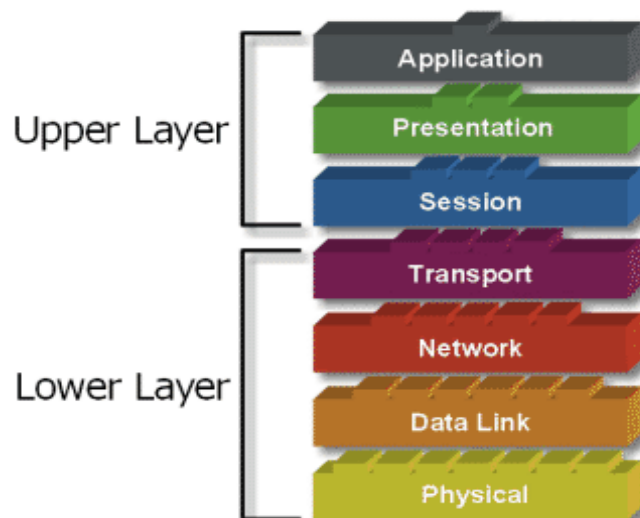 Application
Presentation
Upper Layer
Session
Transport
Network
Lower Layer
Data Link
Physical